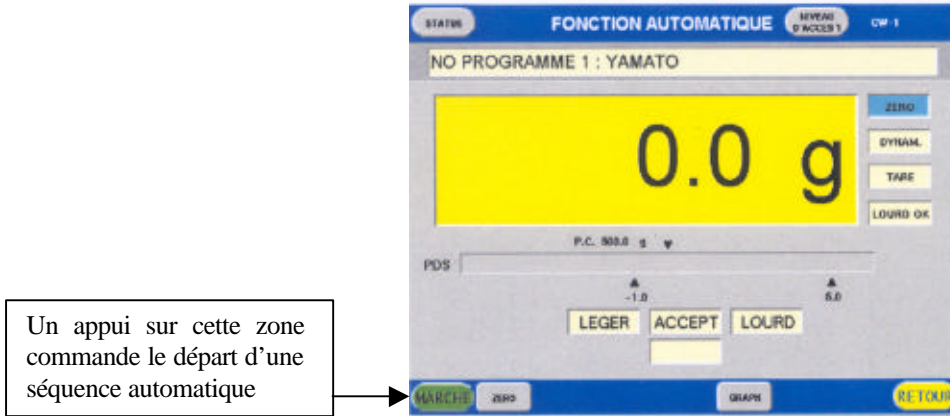 STATUS FONCTION AUTOMATIQUE NIVEAU D'ACCES 1 CW-1
NO PROGRAMME 1 : YAMATO
0.0 g
ZERO
DYNAM.
TARE
LOURD OK
P.C. 500.0 g
PDS
-1.0 5.0
LEGER ACCEPT LOURD
Un appui sur cette zone
commande le départ d'une
séquence automatique
MARCHE ZERO GRAPH RETOUR